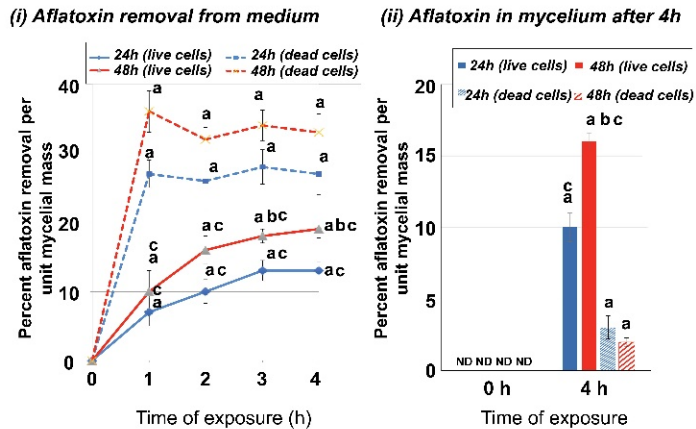 (i) Aflatoxin removal from medium
24h (live cells)
24h (dead cells)
48h (live cells)
48h (dead cells)
Percent aflatoxin removal per
unit mycelial mass
40
30
20
10
0
a
a
a
a
a
a
a
a
c
a
c
a
a c
a c
a b c
a c
a b c
a c
0
1
2
3
4
Time of exposure (h)
(ii) Aflatoxin in mycelium after 4h
24h (live cells)
48h (live cells)
24h (dead cells)
48h (dead cells)
Percent aflatoxin removal per
unit mycelial mass
20
15
10
5
0
a b c
c
a
a
a
ND ND ND ND
0 h
4 h
Time of exposure